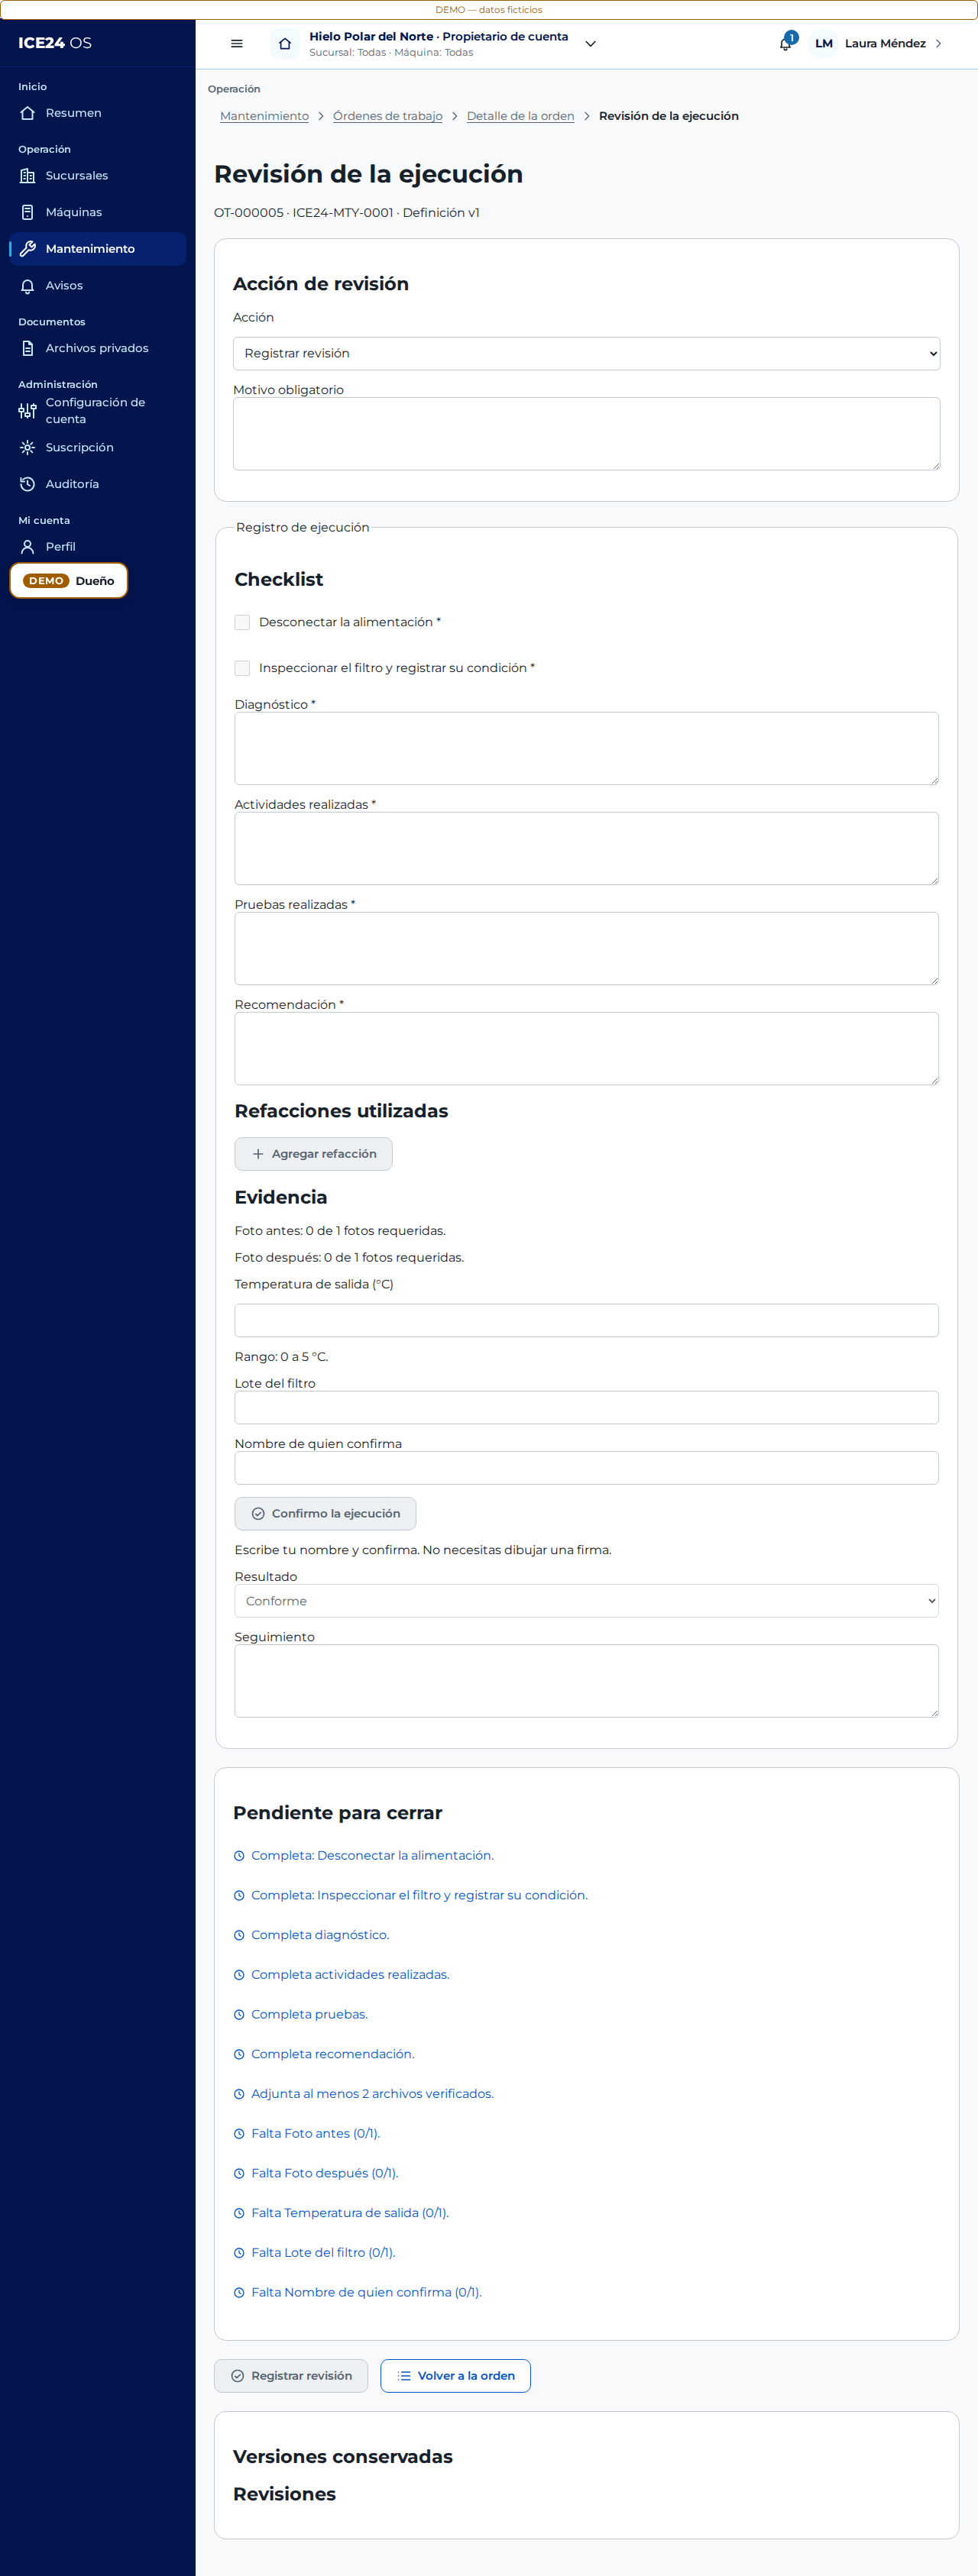 DEMO — datos ficticios
ICE24 OS
Inicio
Resumen
Operación
Sucursales
Máquinas
Mantenimiento
Avisos
Documentos
Archivos privados
Administración
Configuración de
cuenta
Suscripción
Auditoría
Mi cuenta
Perfil
DEMO Dueño
Hielo Polar del Norte · Propietario de cuenta
Sucursal: Todas · Máquina: Todas
1
LM Laura Méndez
Operación
Mantenimiento > Órdenes de trabajo > Detalle de la orden > Revisión de la ejecución
Revisión de la ejecución
OT-000005 · ICE24-MTY-0001 · Definición v1
Acción de revisión
Acción
Registrar revisión
Motivo obligatorio
Registro de ejecución
Checklist
Desconectar la alimentación *
Inspeccionar el filtro y registrar su condición *
Diagnóstico *
Actividades realizadas *
Pruebas realizadas *
Recomendación *
Refacciones utilizadas
Agregar refacción
Evidencia
Foto antes: 0 de 1 fotos requeridas.
Foto después: 0 de 1 fotos requeridas.
Temperatura de salida (°C)
Rango: 0 a 5 °C.
Lote del filtro
Nombre de quien confirma
Confirmo la ejecución
Escribe tu nombre y confirma. No necesitas dibujar una firma.
Resultado
Conforme
Seguimiento
Pendiente para cerrar
Completa: Desconectar la alimentación.
Completa: Inspeccionar el filtro y registrar su condición.
Completa diagnóstico.
Completa actividades realizadas.
Completa pruebas.
Completa recomendación.
Adjunta al menos 2 archivos verificados.
Falta Foto antes (0/1).
Falta Foto después (0/1).
Falta Temperatura de salida (0/1).
Falta Lote del filtro (0/1).
Falta Nombre de quien confirma (0/1).
Registrar revisión
Volver a la orden
Versiones conservadas
Revisiones